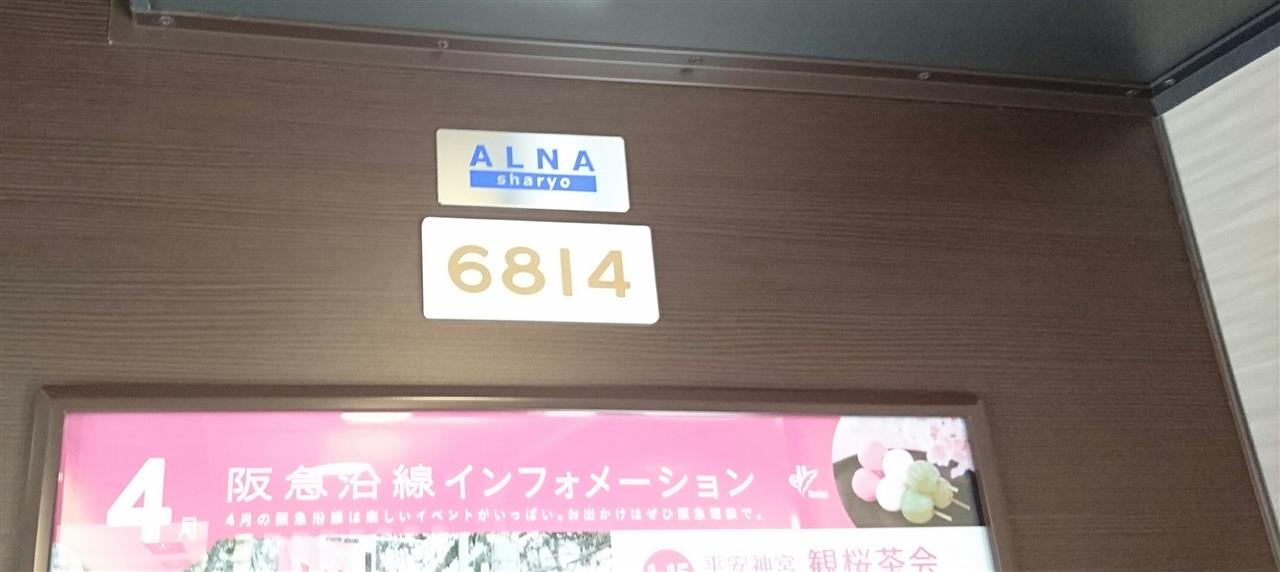 ALNA
sharyo
6814
4月 阪急沿線インフォメーション
4月の阪急沿線は楽しいイベントがいっぱい。お出かけはぜひ阪急電鉄で。
平安神宮 観桜茶会